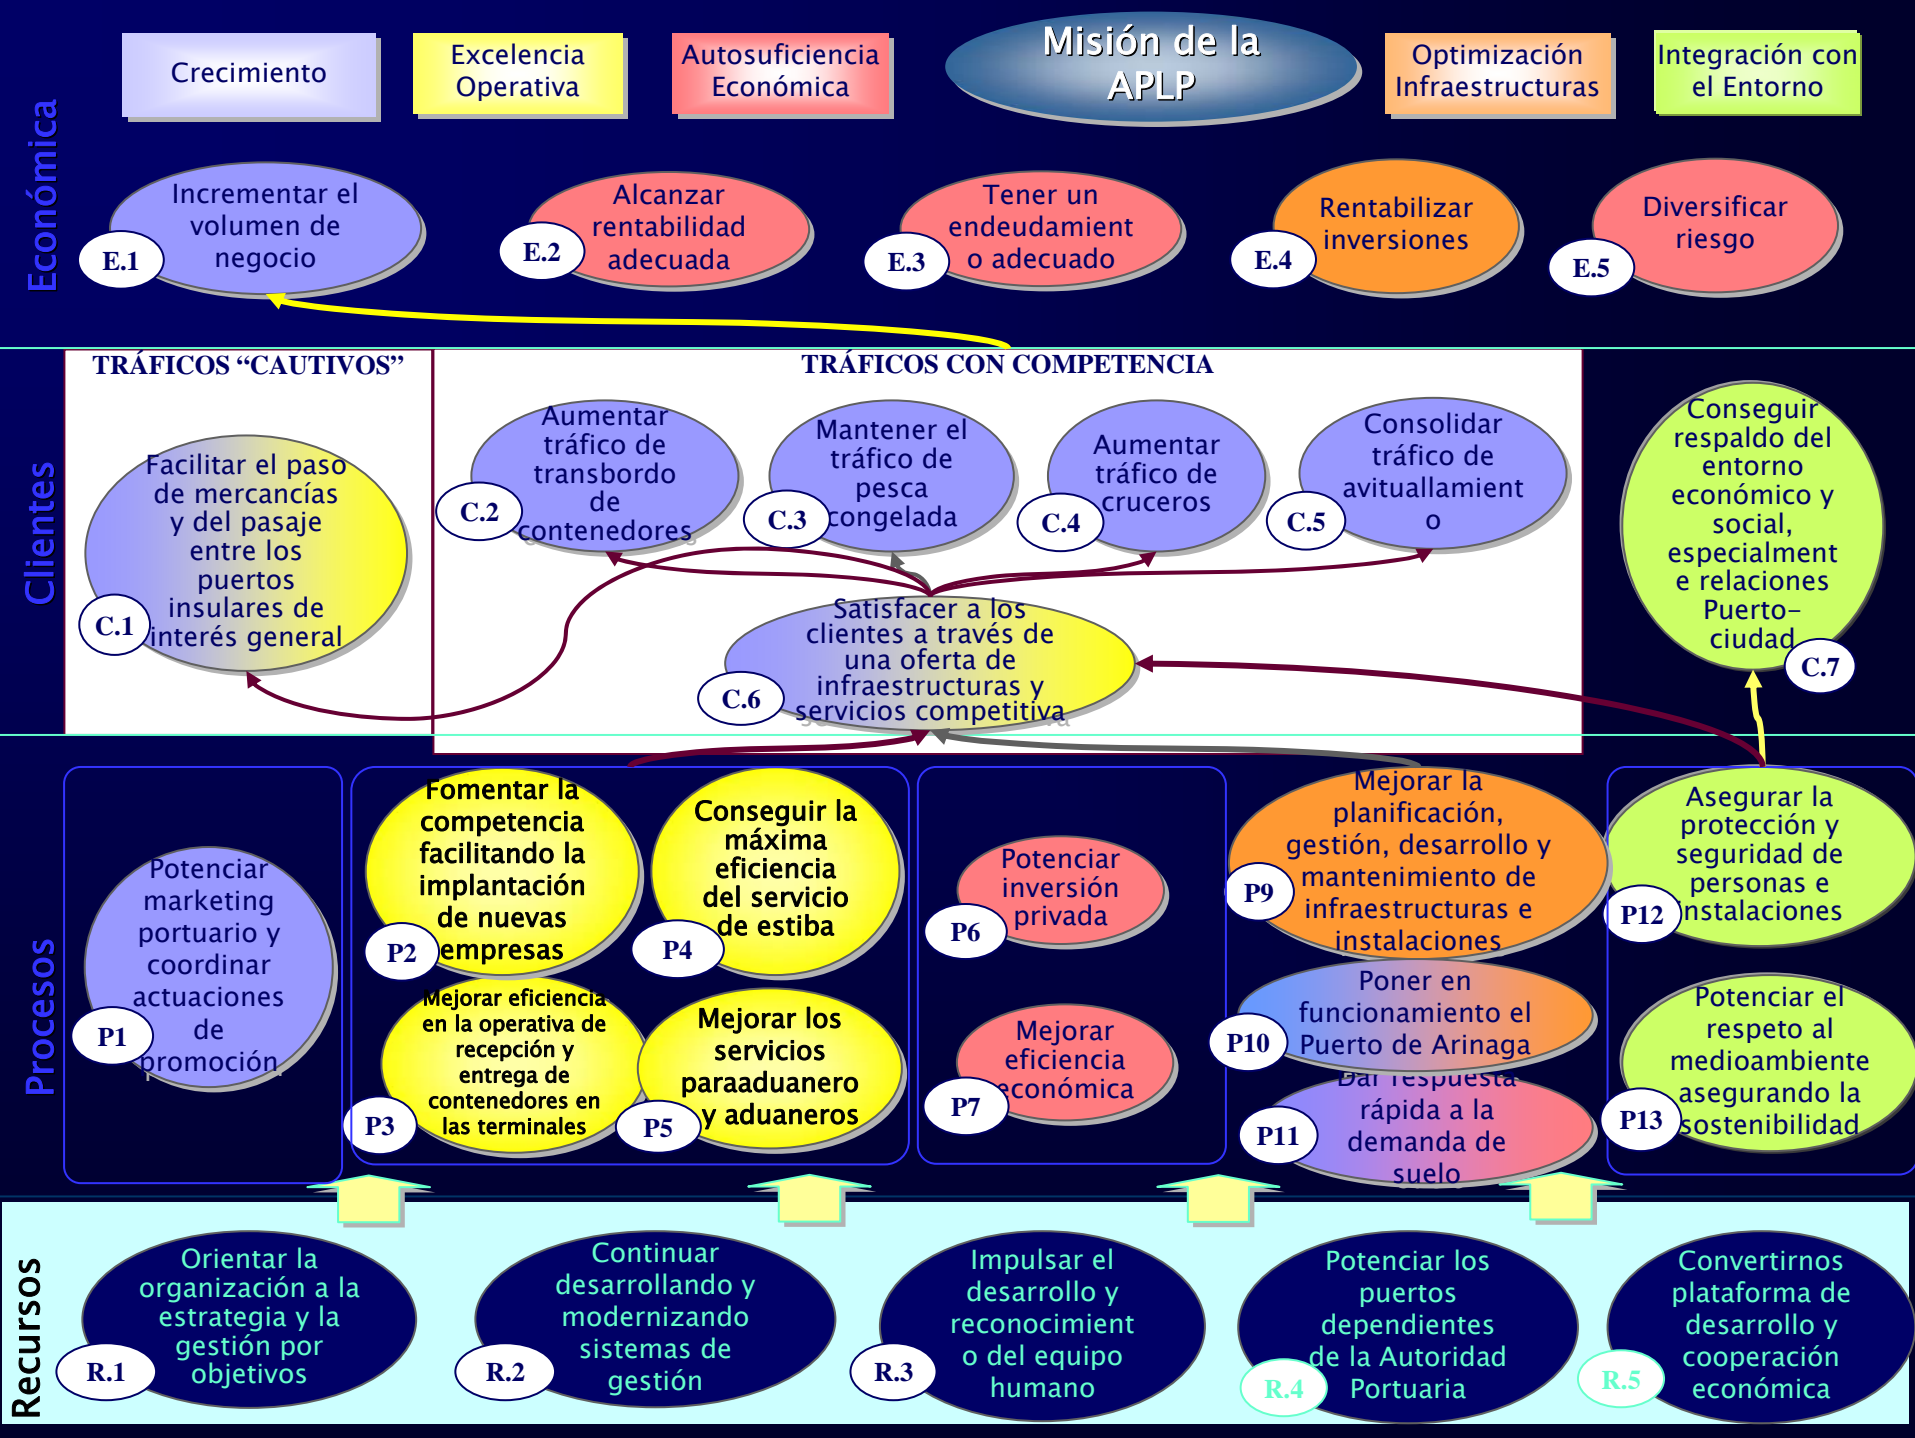 Crecimiento
Excelencia
Operativa
Autosuficiencia
Económica
Misión de la
APLP
Optimización
Infraestructuras
Integración con
el Entorno
Económica
Incrementar el
volumen de
negocio
E.1
Alcanzar
rentabilidad
adecuada
E.2
Tener un
endeudamient
o adecuado
E.3
Rentabilizar
inversiones
E.4
Diversificar
riesgo
E.5
Clientes
TRÁFICOS “CAUTIVOS”
TRÁFICOS CON COMPETENCIA
Facilitar el paso
de mercancías
y del pasaje
entre los
puertos
insulares de
interés general
C.1
Aumentar
tráfico de
transbordo
de
contenedores
C.2
Mantener el
tráfico de
pesca
congelada
C.3
Aumentar
tráfico de
cruceros
C.4
Consolidar
tráfico de
avituallamient
o
C.5
Satisfacer a los
clientes a través de
una oferta de
infraestructuras y
servicios competitiva
C.6
Conseguir
respaldo del
entorno
económico y
social,
especialment
e relaciones
Puerto-
ciudad
C.7
Procesos
Potenciar
marketing
portuario y
coordinar
actuaciones
de
promoción
P1
Fomentar la
competencia
facilitando la
implantación
de nuevas
empresas
P2
Mejorar eficiencia
en la operativa de
recepción y
entrega de
contenedores en
las terminales
P3
Conseguir la
máxima
eficiencia
del servicio
de estiba
P4
Mejorar los
servicios
paraaduanero
y aduaneros
P5
Potenciar
inversión
privada
P6
Mejorar
eficiencia
económica
P7
Mejorar la
planificación,
gestión, desarrollo y
mantenimiento de
infraestructuras e
instalaciones
P9
Poner en
funcionamiento el
Puerto de Arinaga
P10
Dar respuesta
rápida a la
demanda de
suelo
P11
Asegurar la
protección y
seguridad de
personas e
instalaciones
P12
Potenciar el
respeto al
medioambiente
asegurando la
sostenibilidad
P13
Recursos
Orientar la
organización a la
estrategia y la
gestión por
objetivos
R.1
Continuar
desarrollando y
modernizando
sistemas de
gestión
R.2
Impulsar el
desarrollo y
reconocimient
o del equipo
humano
R.3
Potenciar los
puertos
dependientes
de la Autoridad
Portuaria
R.4
Convertirnos
plataforma de
desarrollo y
cooperación
económica
R.5